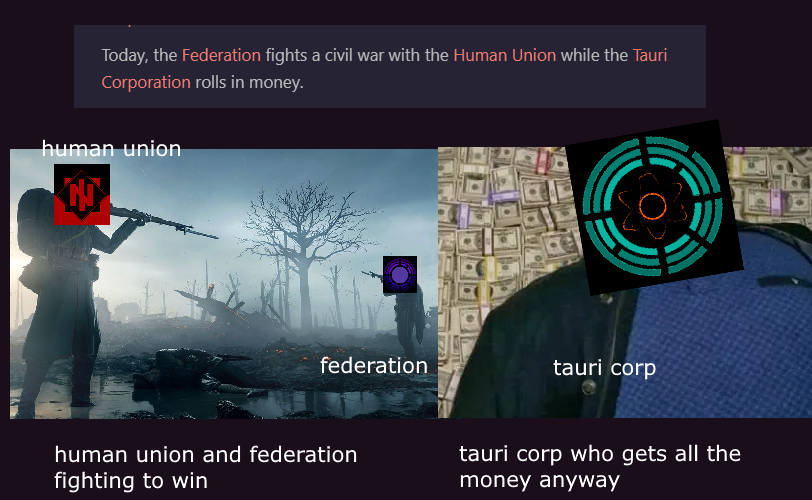 Today, the Federation fights a civil war with the Human Union while the Tauri
Corporation rolls in money.
human union
federation
tauri corp
human union and federation
fighting to win
tauri corp who gets all the
money anyway